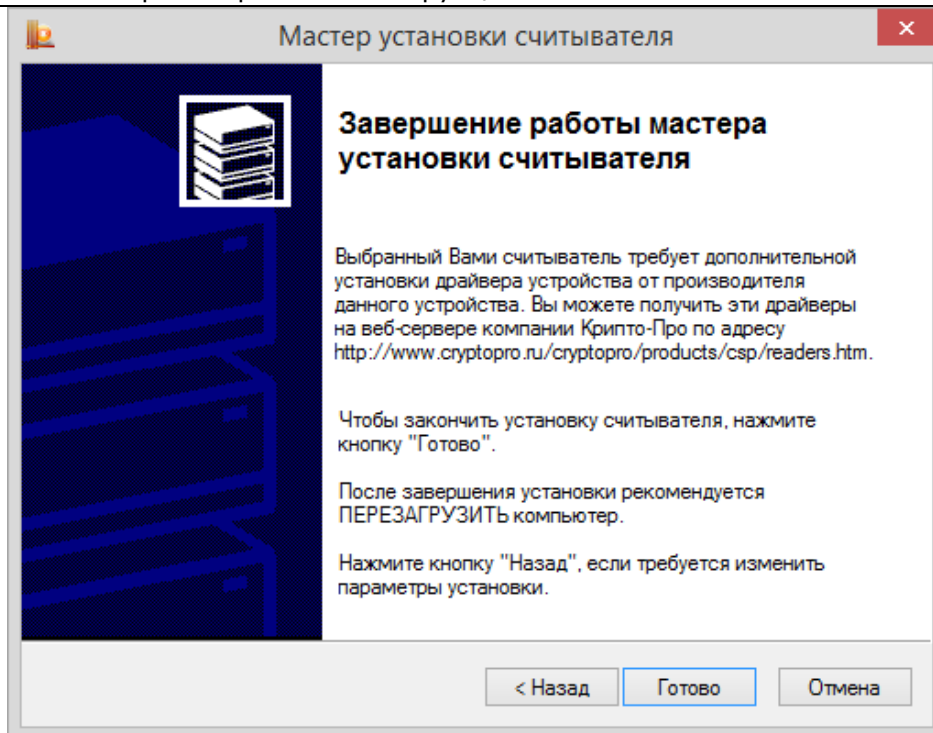 Мастер установки считывателя
Завершение работы мастера
установки считывателя
Выбранный Вами считыватель требует дополнительной
установки драйвера устройства от производителя
данного устройства. Вы можете получить эти драйверы
на веб-сервере компании Крипто-Про по адресу
http://www.cryptopro.ru/cryptopro/products/csp/readers.htm.
Чтобы закончить установку считывателя, нажмите
кнопку "Готово".
После завершения установки рекомендуется
ПЕРЕЗАГРУЗИТЬ компьютер.
Нажмите кнопку "Назад", если требуется изменить
параметры установки.
< Назад Готово Отмена